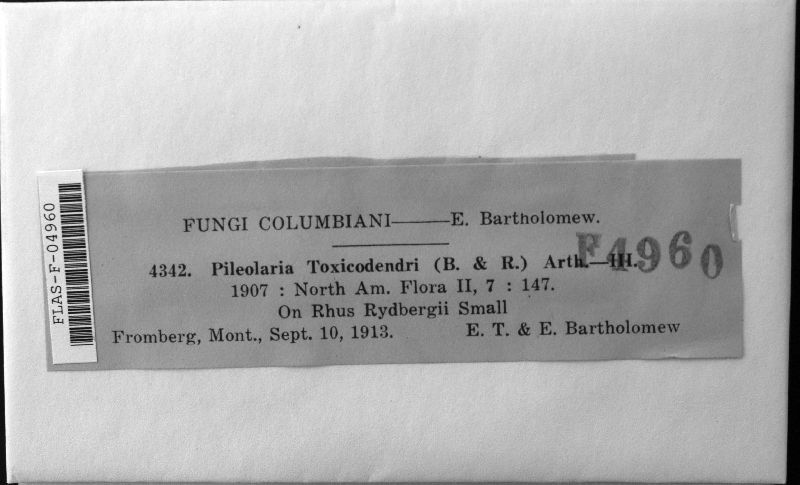 FUNGI COLUMBIANI——E. Bartholomew.
4342. Pileolaria Toxicodendri (B. & R.) Arth.—III.
F4960
1907 : North Am. Flora II, 7 : 147.
On Rhus Rydbergii Small
Fromberg, Mont., Sept. 10, 1913. E. T. & E. Bartholomew
FLAS-F-04960